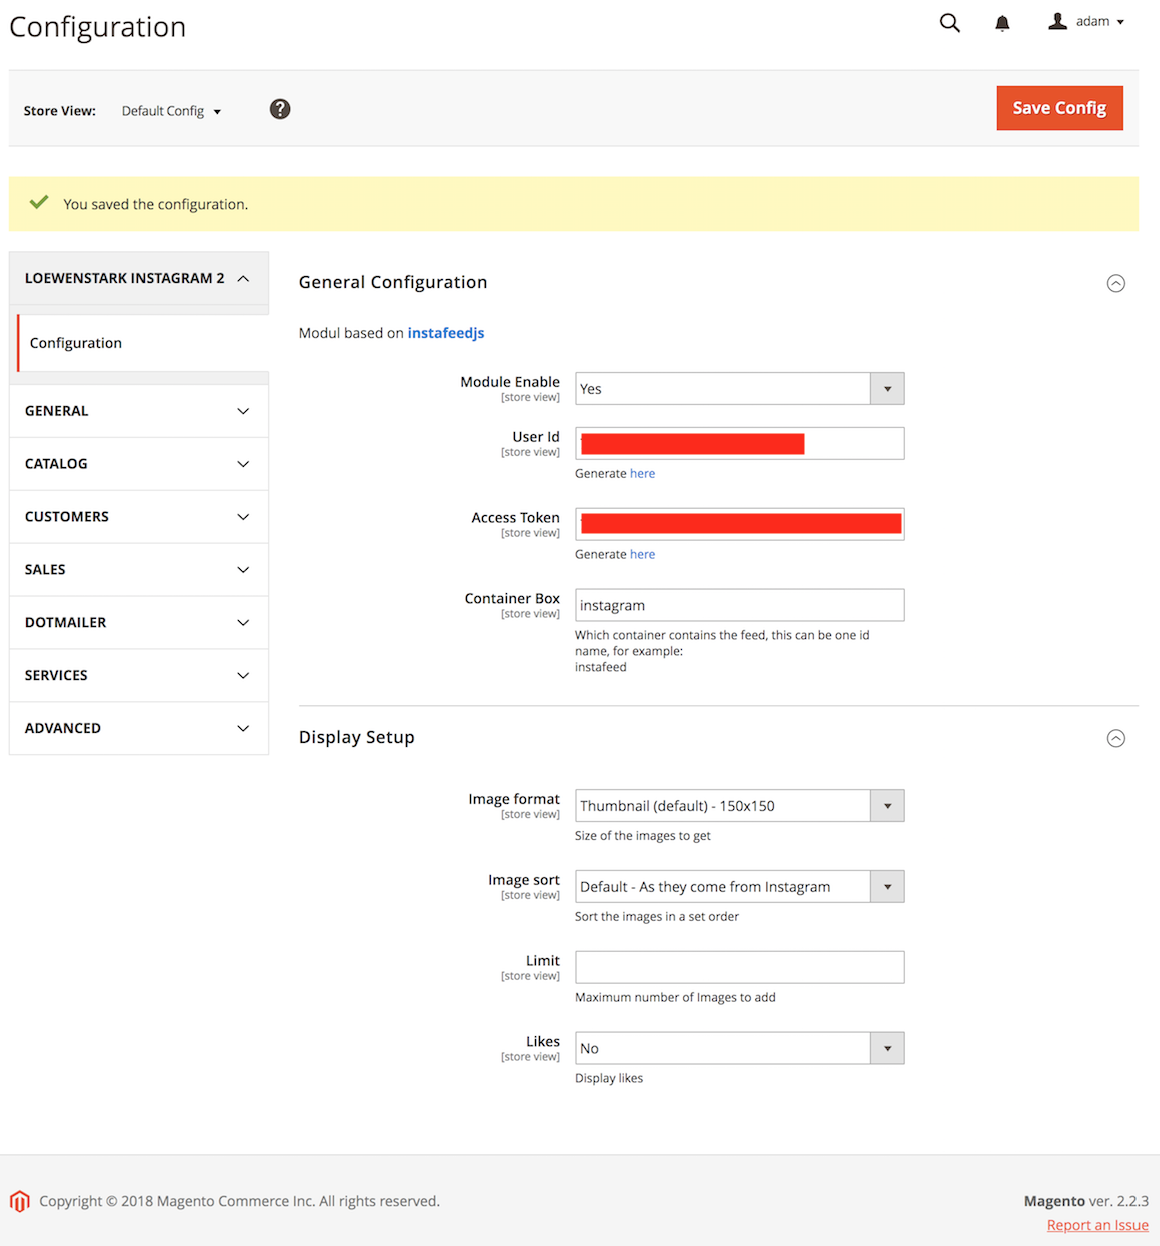 Configuration
adam
Store View: Default Config ?
Save Config
You saved the configuration.
LOEWENSTARK INSTAGRAM 2
Configuration
GENERAL
CATALOG
CUSTOMERS
SALES
DOTMAILER
SERVICES
ADVANCED
General Configuration
Modul based on instafeedjs
Module Enable
[store view]
Yes
User Id
[store view]
Generate here
Access Token
[store view]
Generate here
Container Box
[store view]
instagram
Which container contains the feed, this can be one id
name, for example:
instafeed
Display Setup
Image format
[store view]
Thumbnail (default) - 150x150
Size of the images to get
Image sort
[store view]
Default - As they come from Instagram
Sort the images in a set order
Limit
[store view]
Maximum number of Images to add
Likes
[store view]
No
Display likes
Copyright © 2018 Magento Commerce Inc. All rights reserved.
Magento ver. 2.2.3
Report an Issue